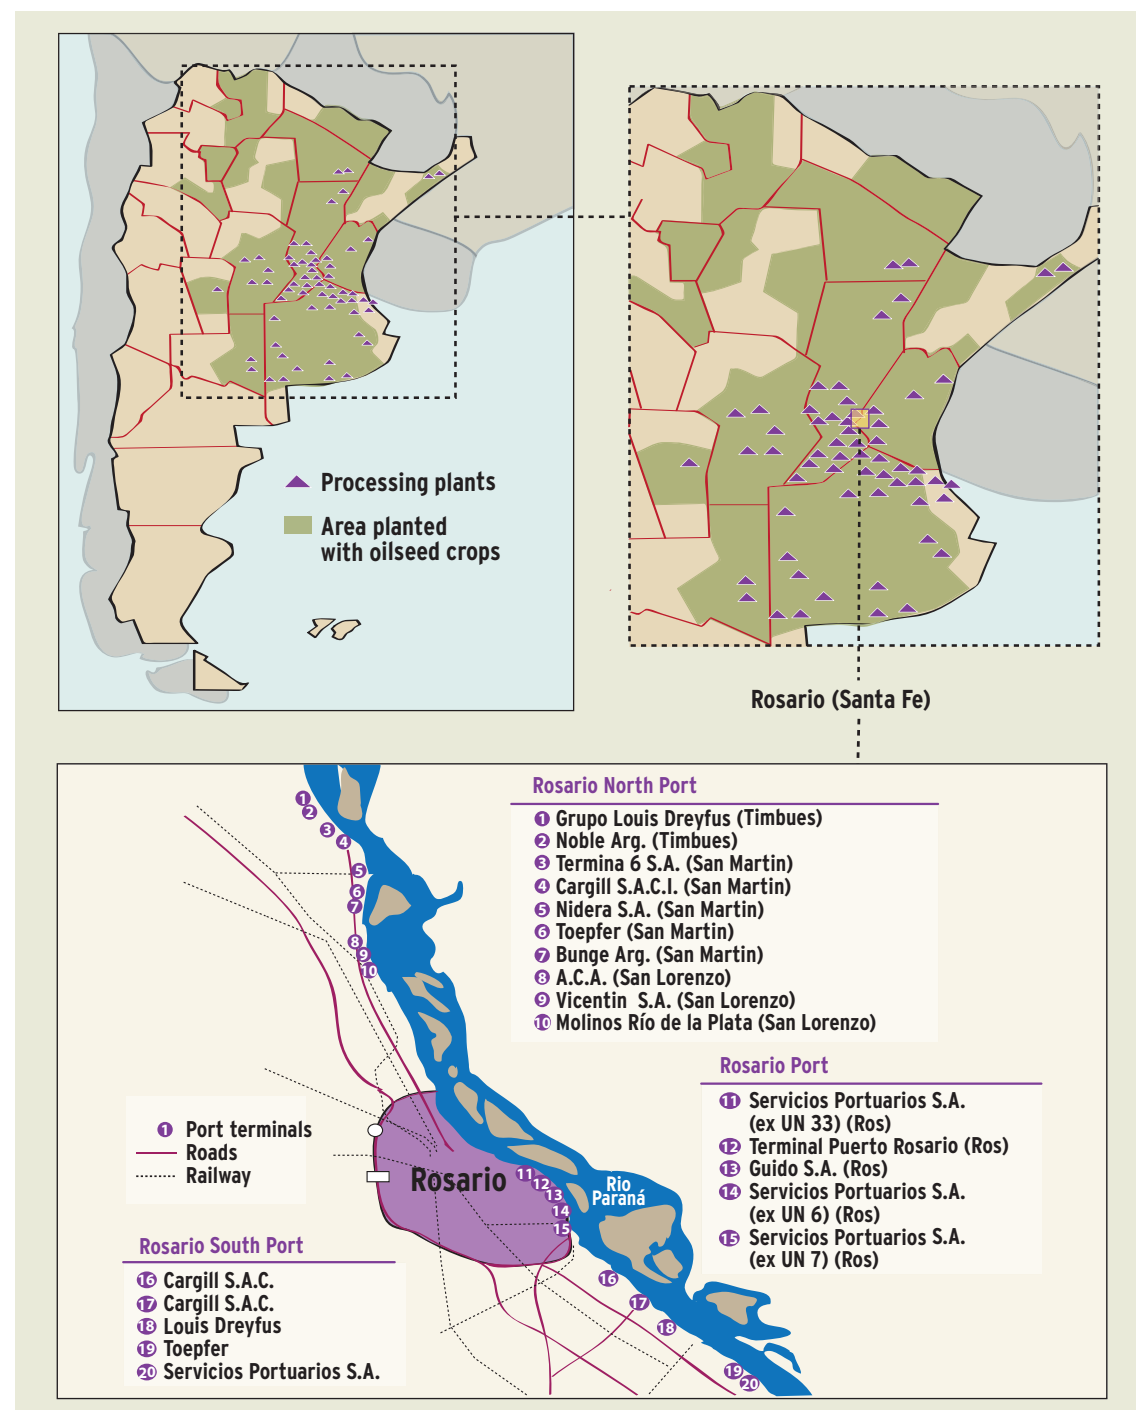 Processing plants
Area planted
with oilseed crops
Rosario (Santa Fe)
Rosario North Port
1 Grupo Louis Dreyfus (Timbues)
2 Noble Arg. (Timbues)
3 Termina 6 S.A. (San Martin)
4 Cargill S.A.C.I. (San Martin)
5 Nidera S.A. (San Martin)
6 Toepfer (San Martin)
7 Bunge Arg. (San Martin)
8 A.C.A. (San Lorenzo)
9 Vicentin S.A. (San Lorenzo)
10 Molinos Río de la Plata (San Lorenzo)
1
2
3
4
5
6
7
8
9
10
Rosario Port
11 Servicios Portuarios S.A.
(ex UN 33) (Ros)
12 Terminal Puerto Rosario (Ros)
13 Guido S.A. (Ros)
14 Servicios Portuarios S.A.
(ex UN 6) (Ros)
15 Servicios Portuarios S.A.
(ex UN 7) (Ros)
1 Port terminals
Roads
Railway
Rosario
11
12
13
14
15
Rio
Paraná
Rosario South Port
16 Cargill S.A.C.
17 Cargill S.A.C.
18 Louis Dreyfus
19 Toepfer
20 Servicios Portuarios S.A.
16
17
18
19
20